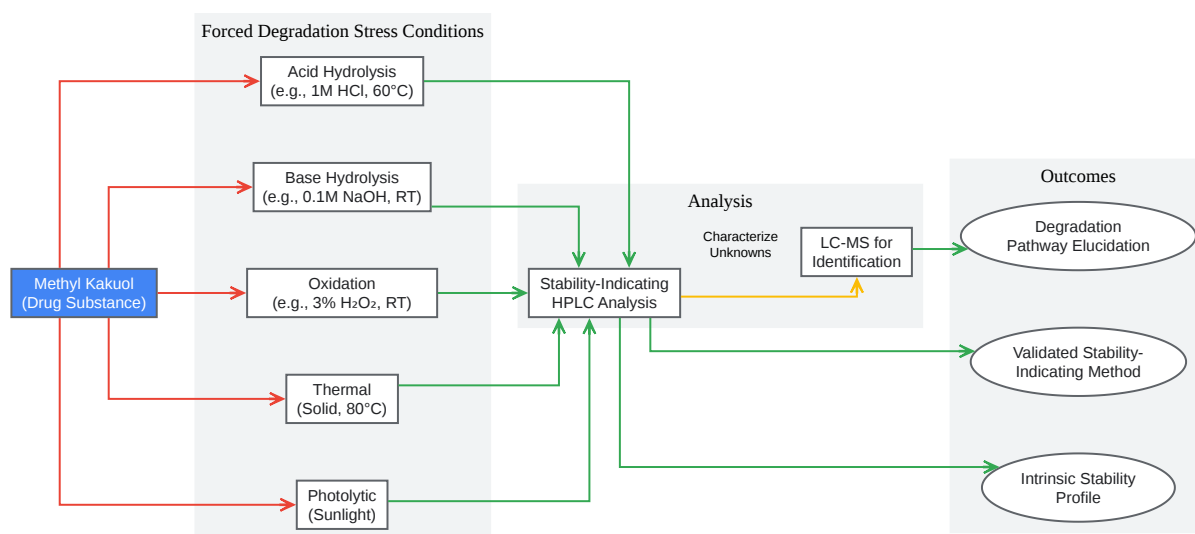 Forced Degradation Stress Conditions
Acid Hydrolysis
(e.g., 1M HCl, 60°C)
Base Hydrolysis
(e.g., 0.1M NaOH, RT)
Methyl Kakuol
(Drug Substance)
Oxidation
(e.g., 3% H₂O₂, RT)
Thermal
(Solid, 80°C)
Photolytic
(Sunlight)
Analysis
Characterize
Unknowns
LC-MS for
Identification
Stability-Indicating
HPLC Analysis
Outcomes
Degradation
Pathway Elucidation
Validated Stability-
Indicating Method
Intrinsic Stability
Profile